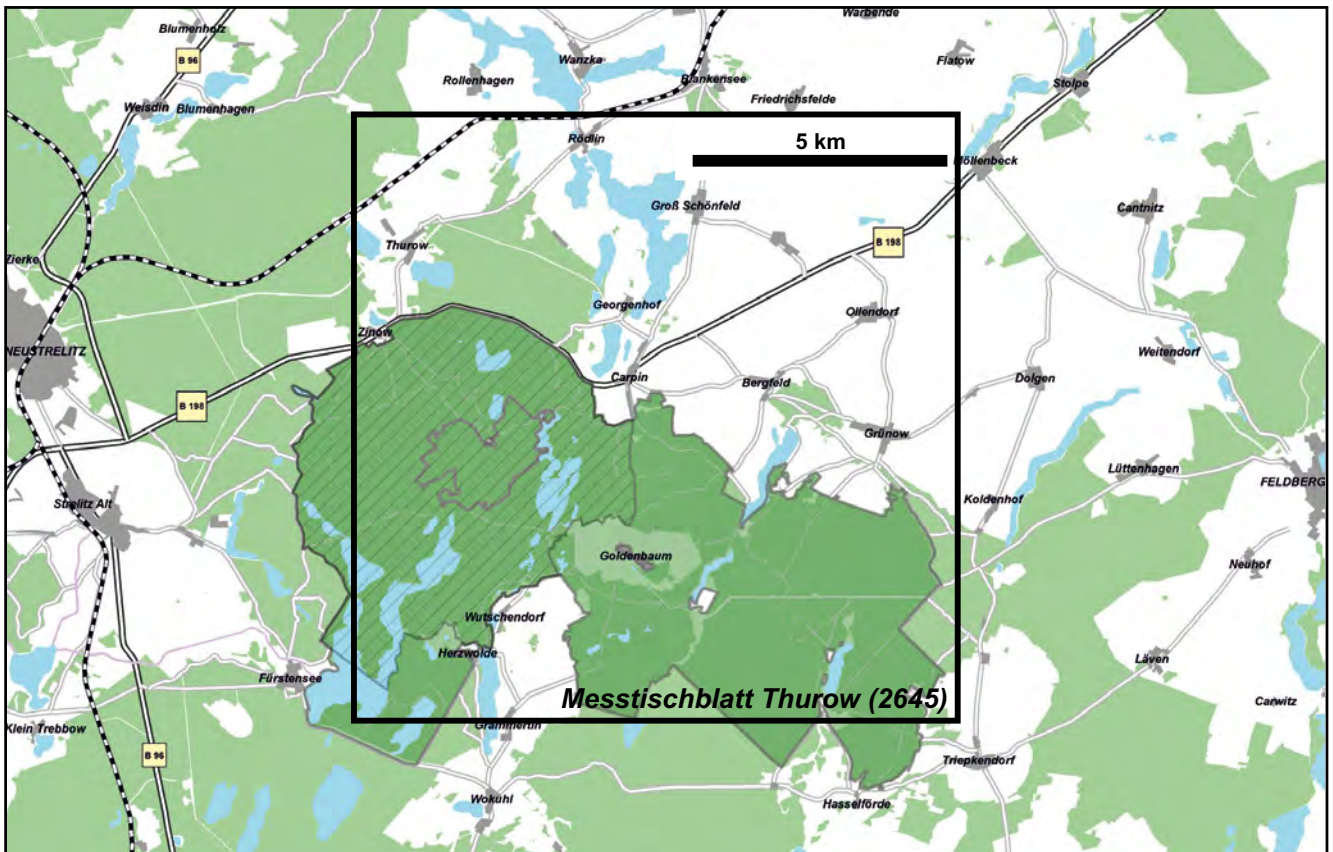 Warbende
Blumenholz
B 96
Wanzka
Flatow
Rollenhagen
Blankensee
Stolpe
Weisdin
Blumenhagen
Friedrichsfelde
Rödlin
5 km
Möllenbeck
Groß Schönfeld
Cantnitz
Thurow
B 198
Zierke
Georgenhof
Ollendorf
Zinow
NEUSTRELITZ
Weitendorf
Carpin
Bergfeld
Dolgen
B 198
Grünow
Lüttenhagen
FELDBERG
Strelitz Alt
Koldenhof
Goldenbaum
Neuhof
Wutschendorf
Herzwolde
Läven
Fürstensee
Messtischblatt Thurow (2645)
Carwitz
Klein Trebbow
Grammertin
B 96
Triepkendorf
Wokuhl
Hasselförde